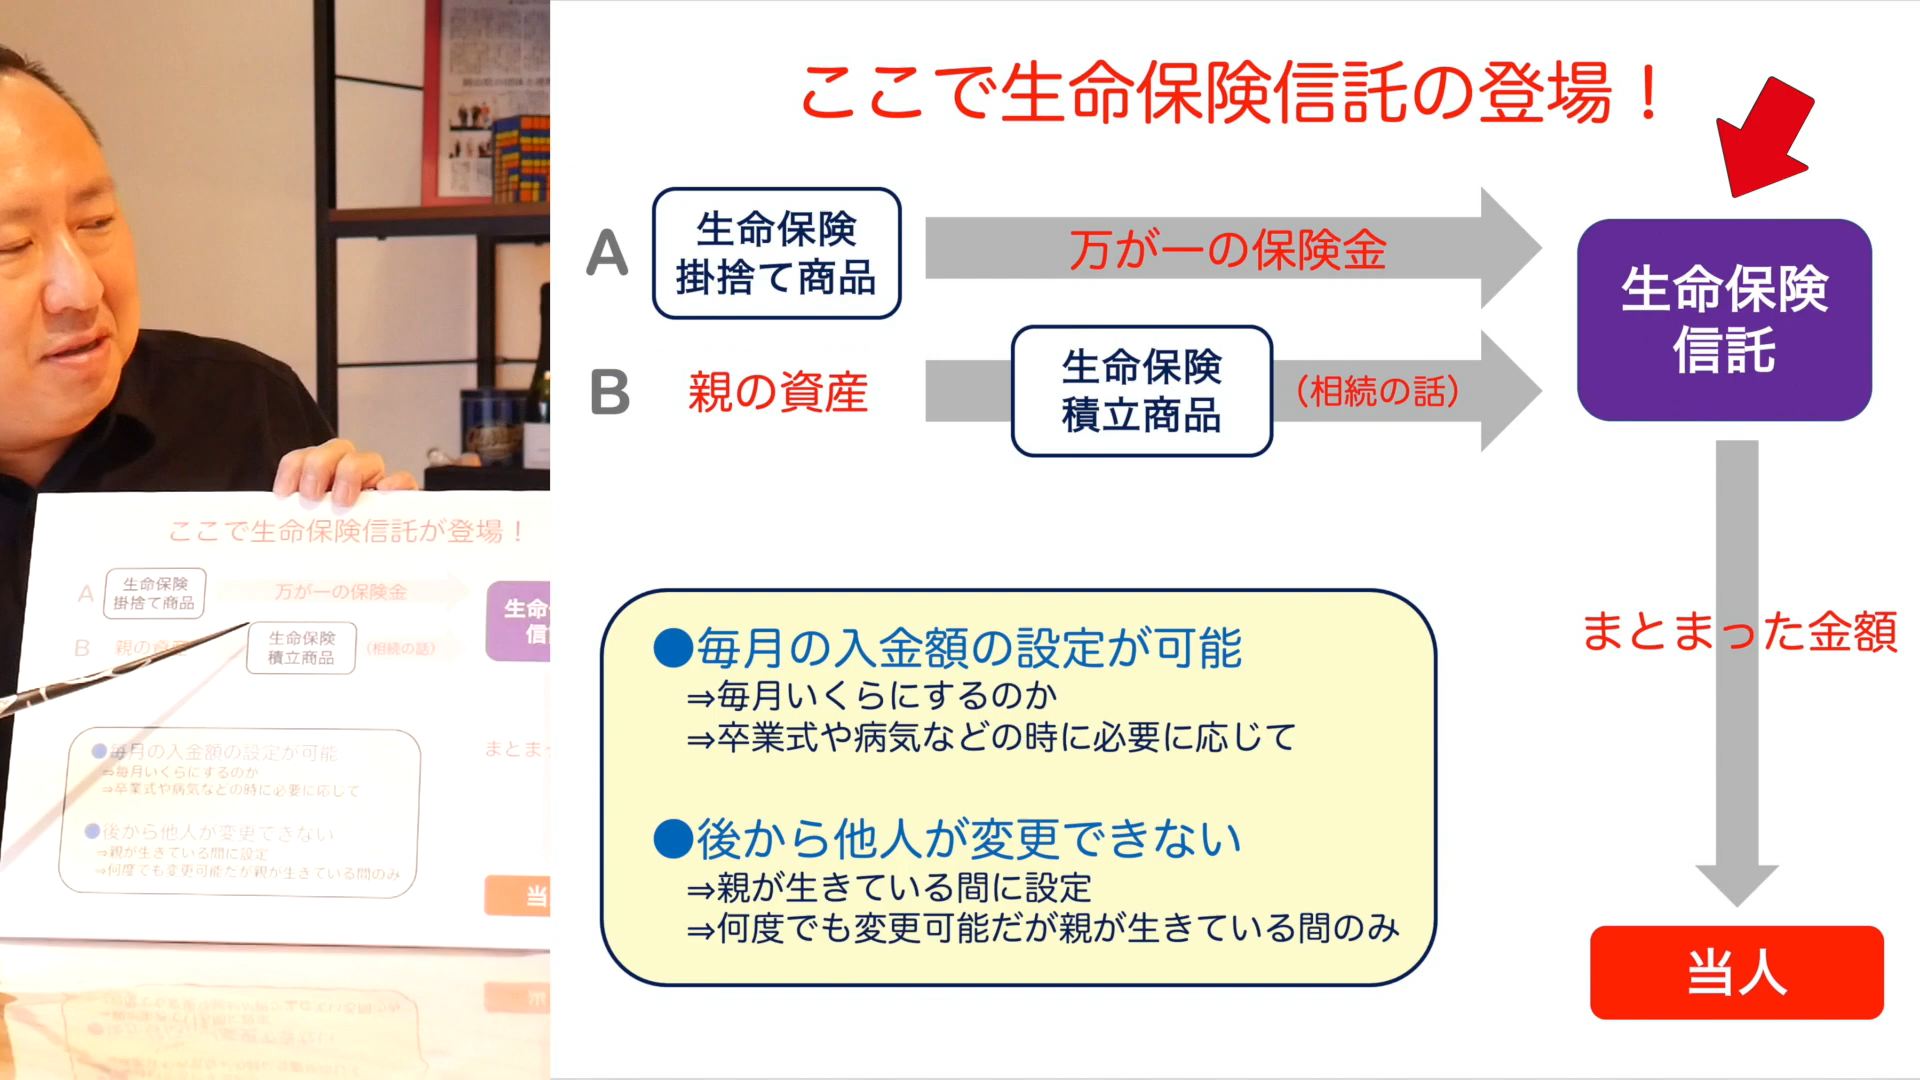 ここで生命保険信託の登場！
A
生命保険
掛捨て商品
万が一の保険金
生命保険
信託
B
親の資産
生命保険
積立商品
（相続の話）
まとまった金額
●毎月の入金額の設定が可能
⇒毎月いくらにするのか
⇒卒業式や病気などの時に必要に応じて
●後から他人が変更できない
⇒親が生きている間に設定
⇒何度でも変更可能だが親が生きている間のみ
当人
ここで生命保険信託が登場！
A
生命保険
掛捨て商品
万が一の保険金
生命
B
親の資
生命保険
積立商品
（相続の話）
まとま
●毎月の入金額の設定が可能
⇒毎月いくらにするのか
⇒卒業式や病気などの時に必要に応じて
●後から他人が変更できない
⇒親が生きている間に設定
⇒何度でも変更可能だが親が生きている間のみ
当